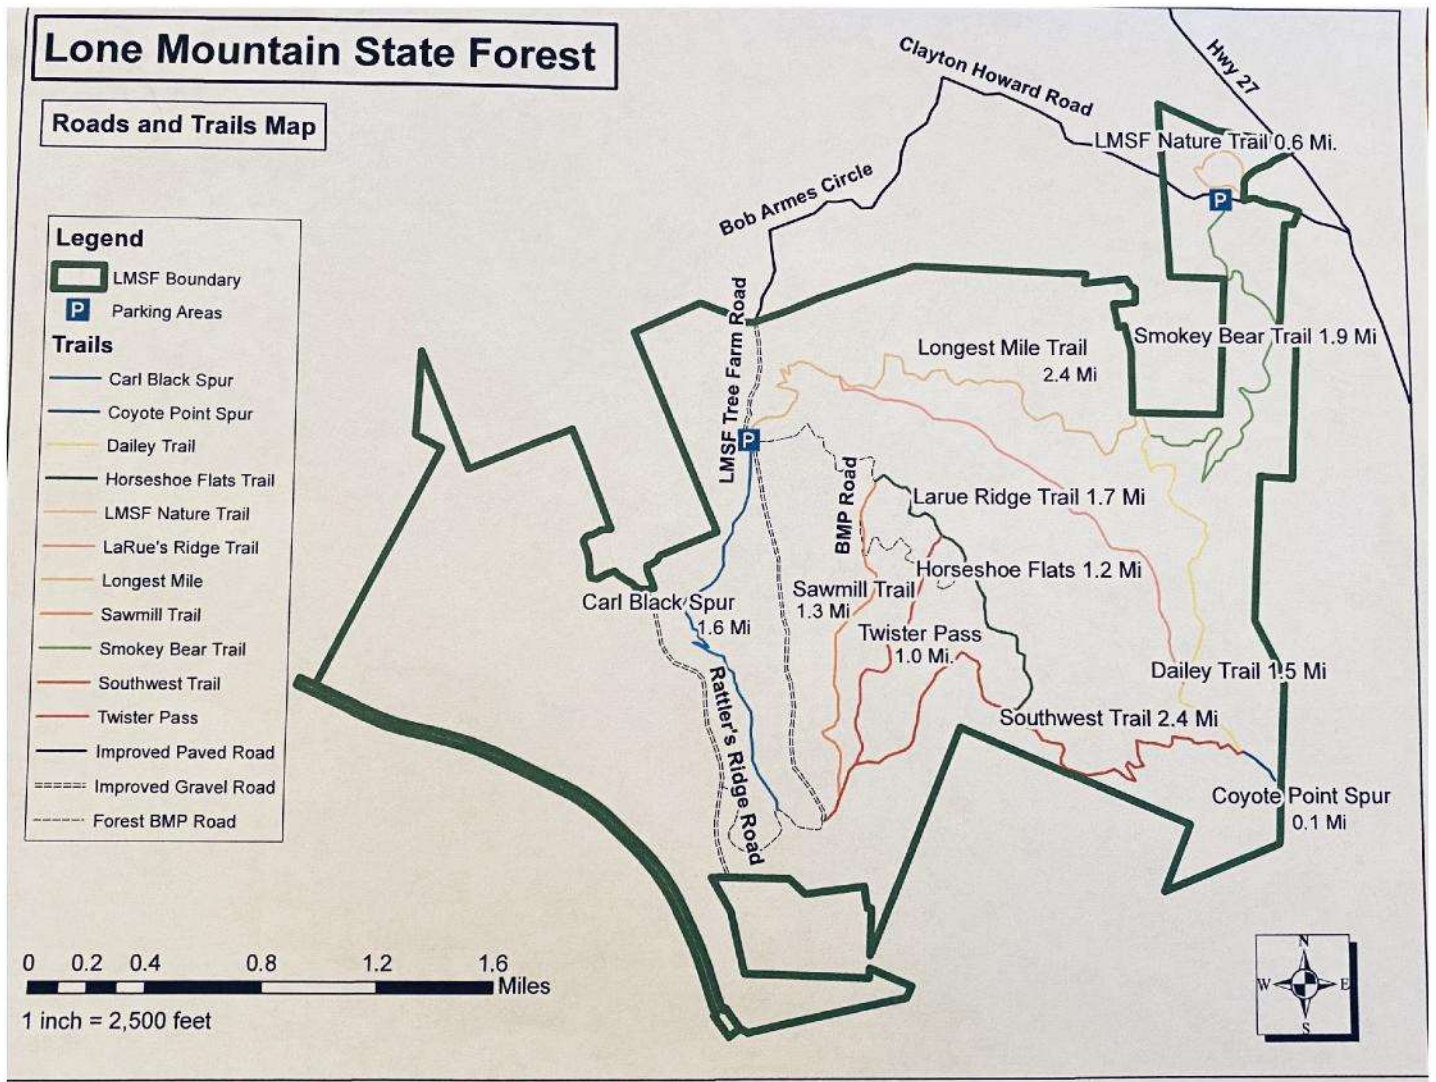 Lone Mountain State Forest
Roads and Trails Map
Legend
LMSF Boundary
P
Parking Areas
Trails
Carl Black Spur
Coyote Point Spur
Dailey Trail
Horseshoe Flats Trail
LMSF Nature Trail
LaRue's Ridge Trail
Longest Mile
Sawmill Trail
Smokey Bear Trail
Southwest Trail
Twister Pass
Improved Paved Road
Improved Gravel Road
Forest BMP Road
Hwy 27
Clayton Howard Road
LMSF Nature Trail 0.6 Mi.
P
Bob Armes Circle
LMSF Tree Farm Road
Smokey Bear Trail 1.9 Mi
Longest Mile Trail
2.4 Mi
P
BMP Road
Larue Ridge Trail 1.7 Mi
Horseshoe Flats 1.2 Mi
Sawmill Trail
1.3 Mi
Carl Black Spur
1.6 Mi
Twister Pass
1.0 Mi.
Rattler's Ridge Road
Dailey Trail 1.5 Mi
Southwest Trail 2.4 Mi
Coyote Point Spur
0.1 Mi
0 0.2 0.4 0.8 1.2 1.6
Miles
1 inch = 2,500 feet
N
W E
S